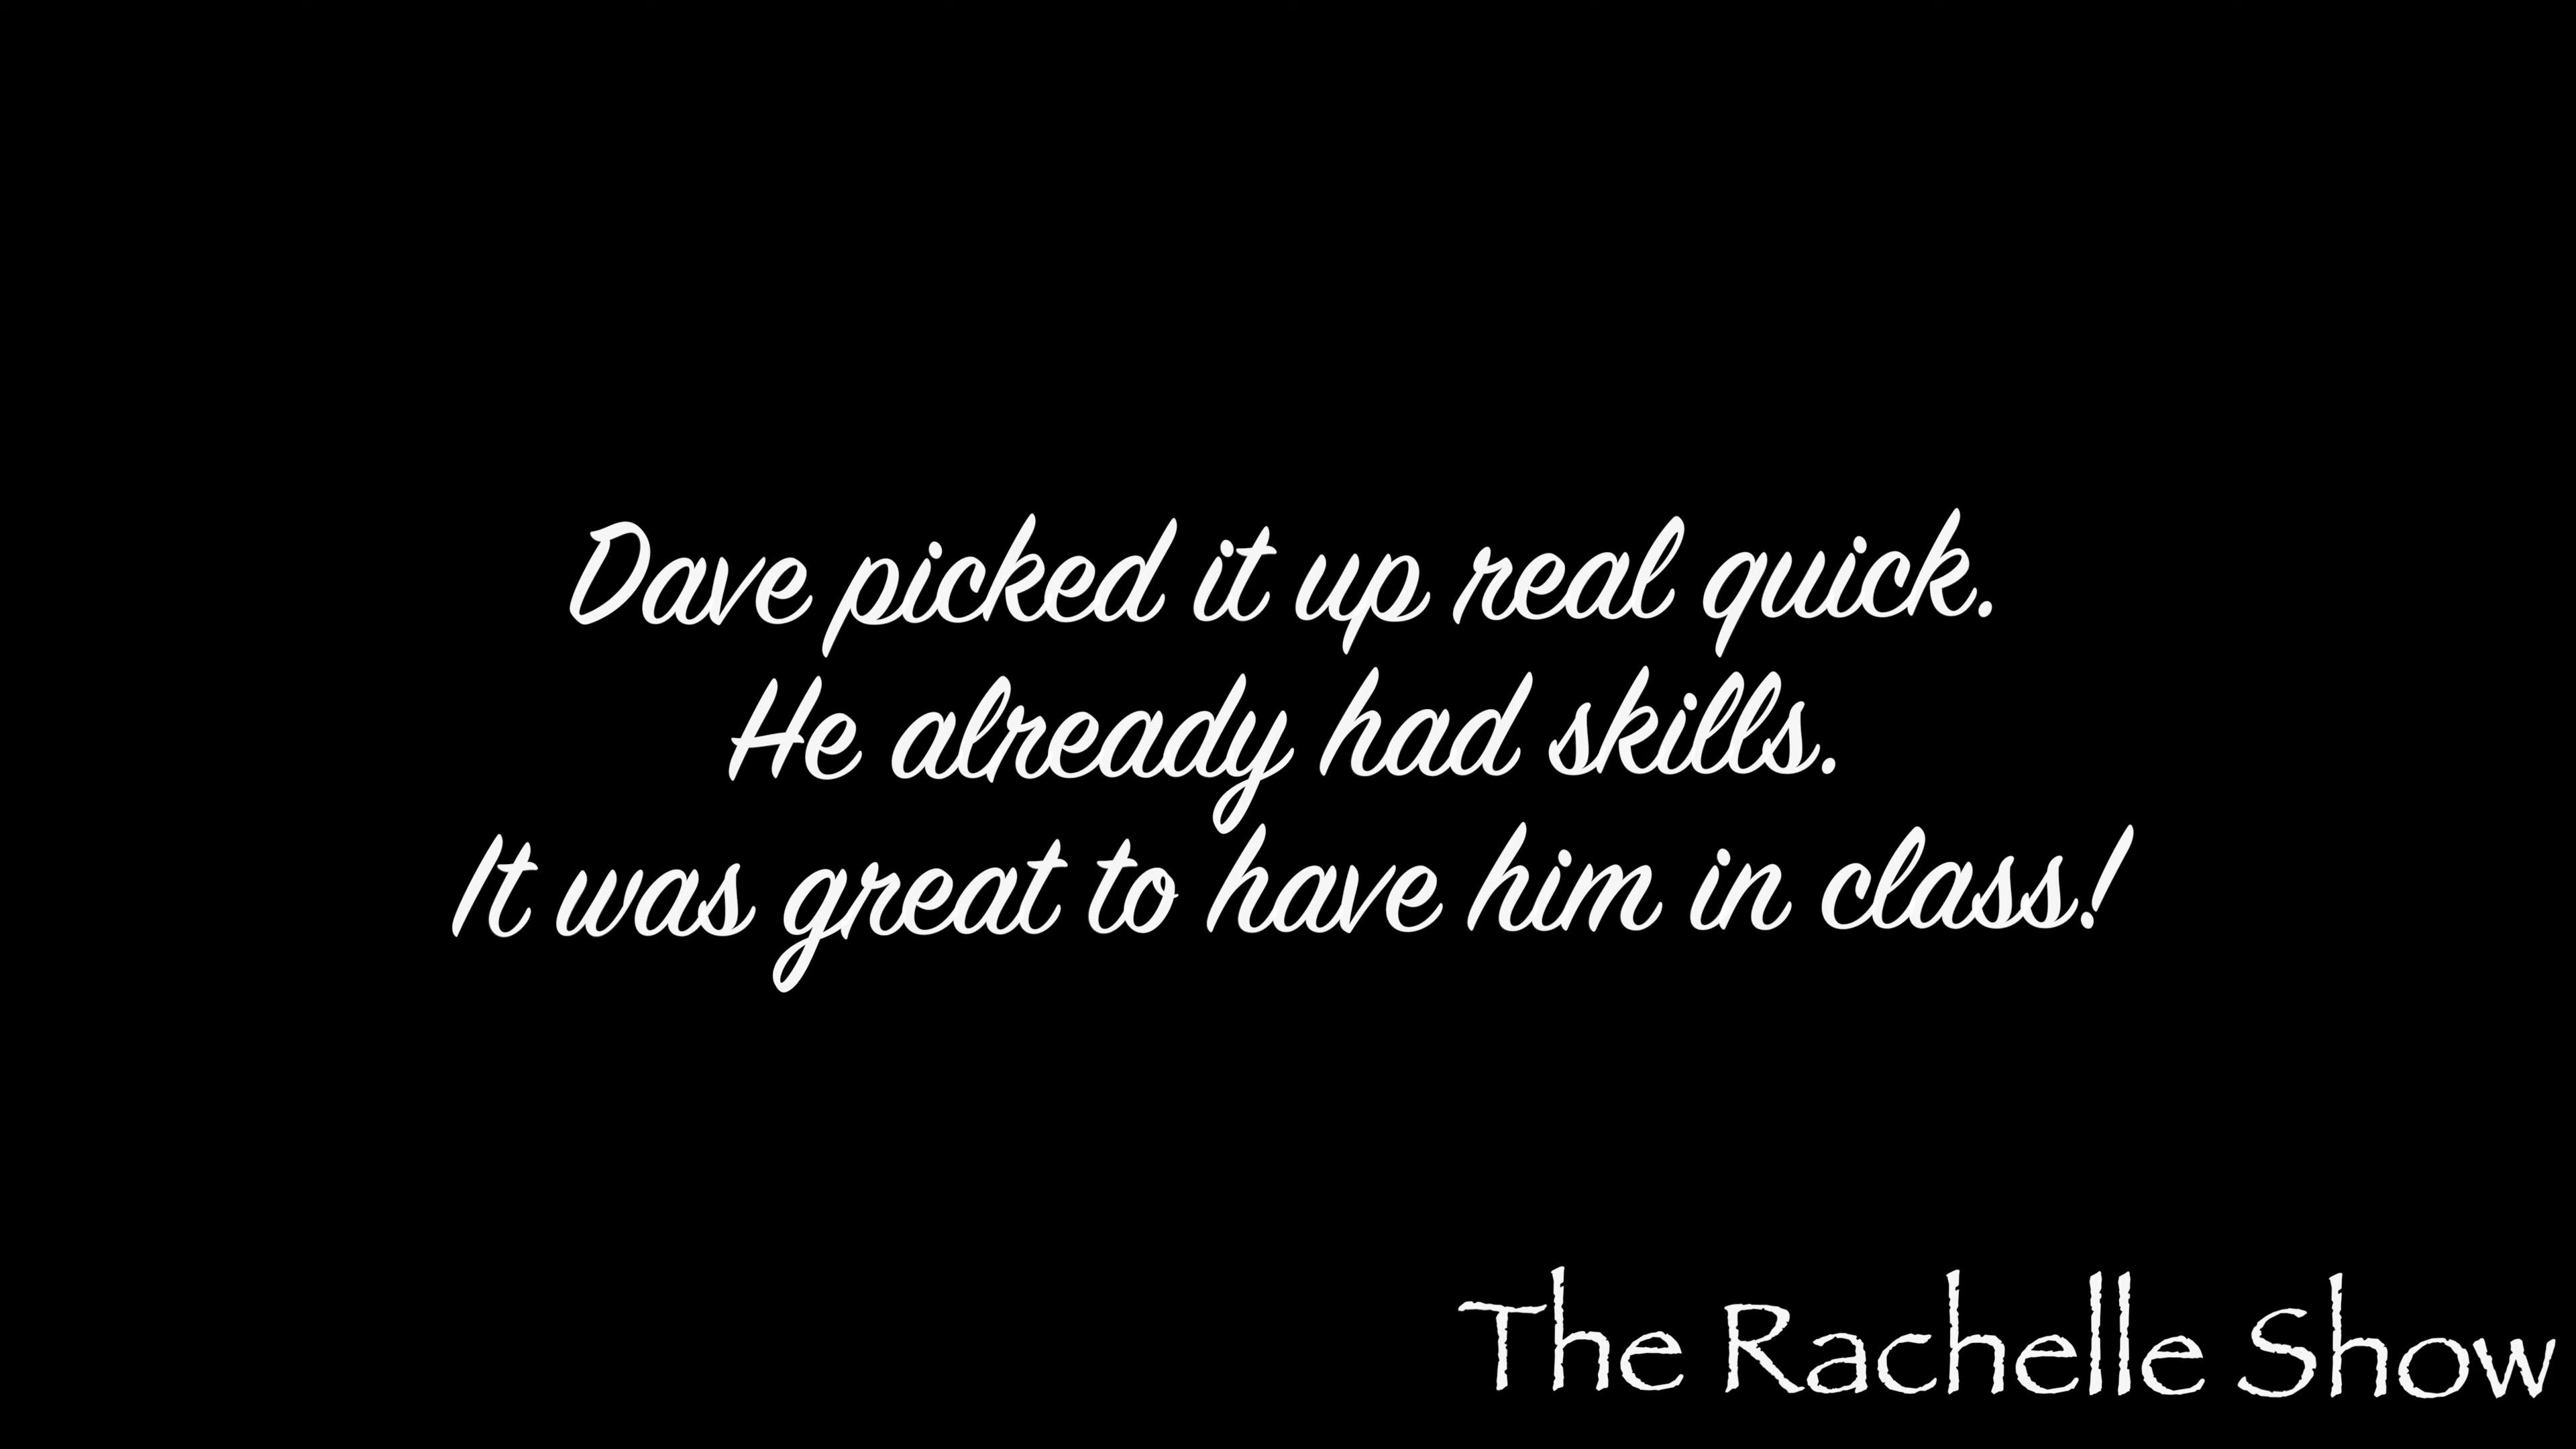 Dave picked it up real quick.
He already had skills.
It was great to have him in class!
The Rachelle Show